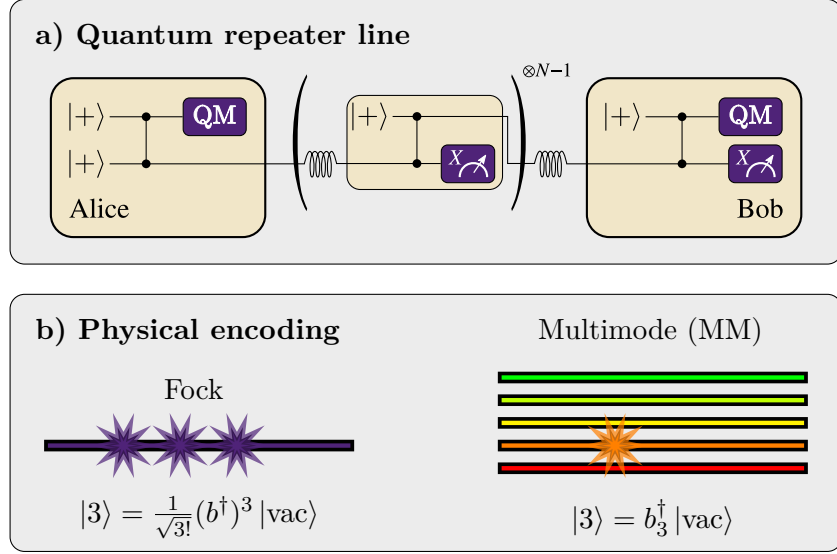 a) Quantum repeater line
⊗N−1
|+⟩ QM |+⟩ |+⟩ QM
|+⟩ X X
Alice Bob
b) Physical encoding
Multimode (MM)
Fock
|3⟩ = 1/√3! (b†)³ |vac⟩
|3⟩ = b₃† |vac⟩